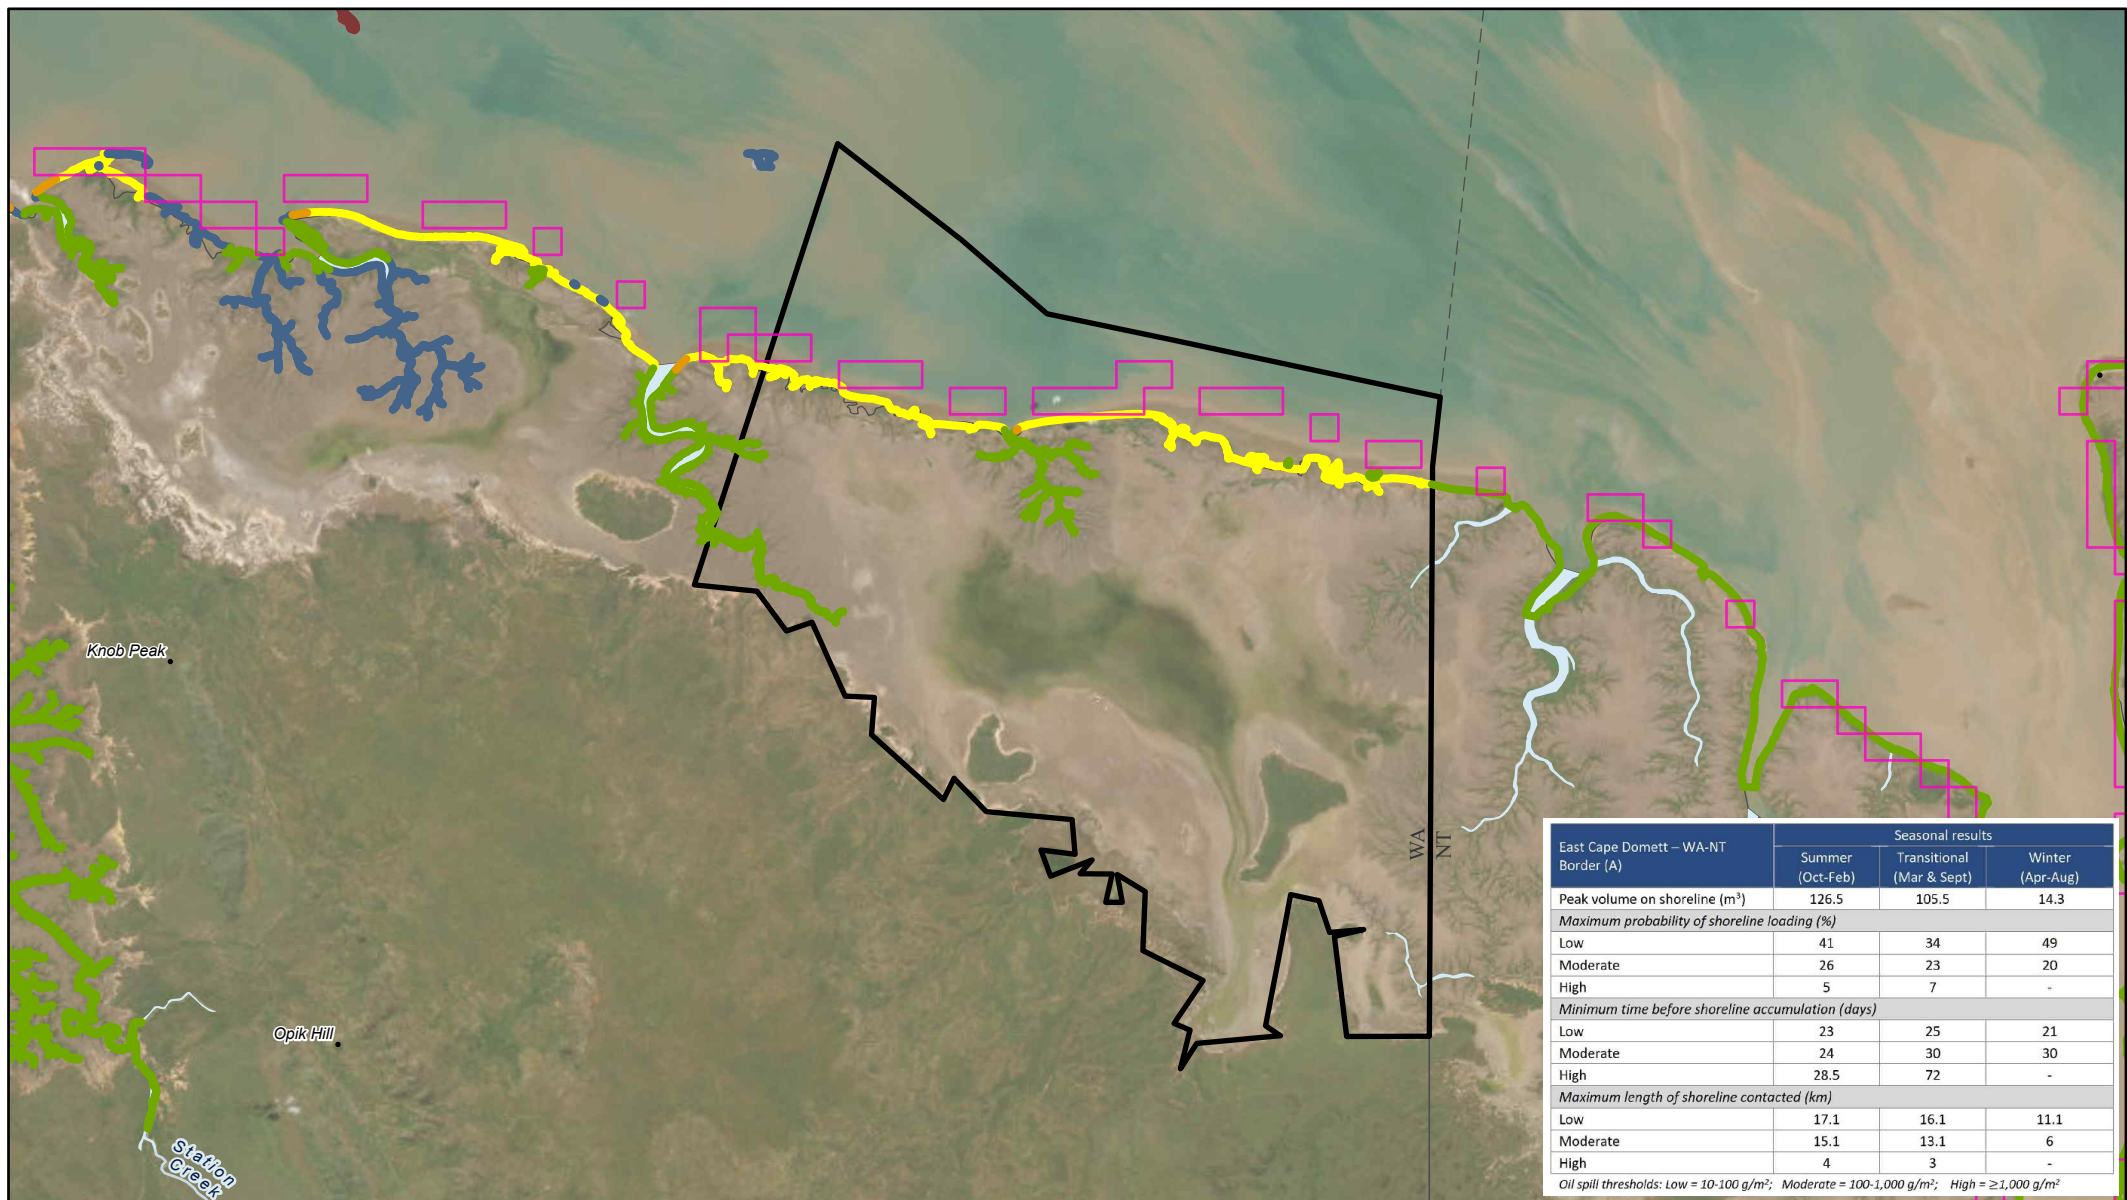 Knob Peak
Opik Hill
Station
Creek
WA
NT
East Cape Domett – WA-NT
Border (A)
Seasonal results
Summer
(Oct-Feb)
Transitional
(Mar & Sept)
Winter
(Apr-Aug)
Peak volume on shoreline (m³) 126.5 105.5 14.3
Maximum probability of shoreline loading (%)
Low 41 34 49
Moderate 26 23 20
High 5 7 -
Minimum time before shoreline accumulation (days)
Low 23 25 21
Moderate 24 30 30
High 28.5 72 -
Maximum length of shoreline contacted (km)
Low 17.1 16.1 11.1
Moderate 15.1 13.1 6
High 4 3 -
Oil spill thresholds: Low = 10-100 g/m²; Moderate = 100-1,000 g/m²; High = ≥1,000 g/m²